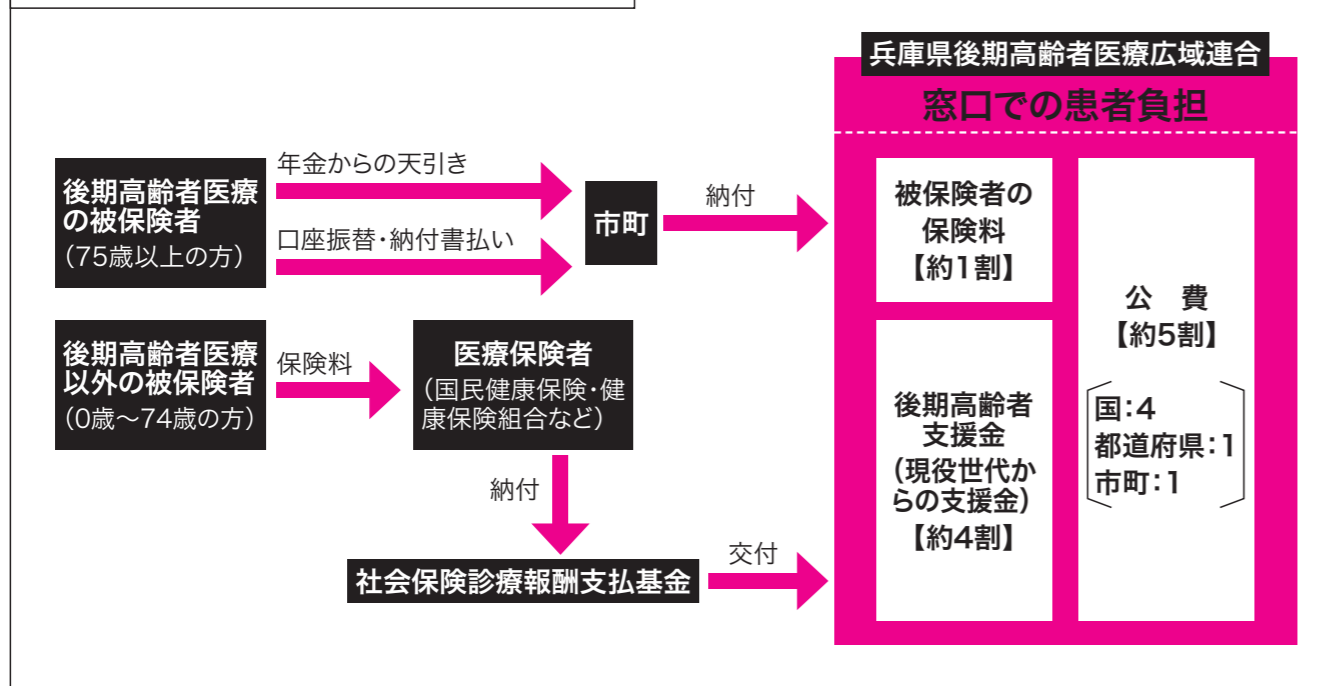 兵庫県後期高齢者医療広域連合
窓口での患者負担
後期高齢者医療
の被保険者
（75歳以上の方）
年金からの天引き
口座振替・納付書払い
市町
納付
被保険者の
保険料
【約1割】
公　費
【約5割】
国：4
都道府県：1
市町：1
後期高齢者医療
以外の被保険者
（0歳～74歳の方）
保険料
医療保険者
（国民健康保険・健
康保険組合など）
納付
社会保険診療報酬支払基金
交付
後期高齢者
支援金
（現役世代か
らの支援金）
【約4割】